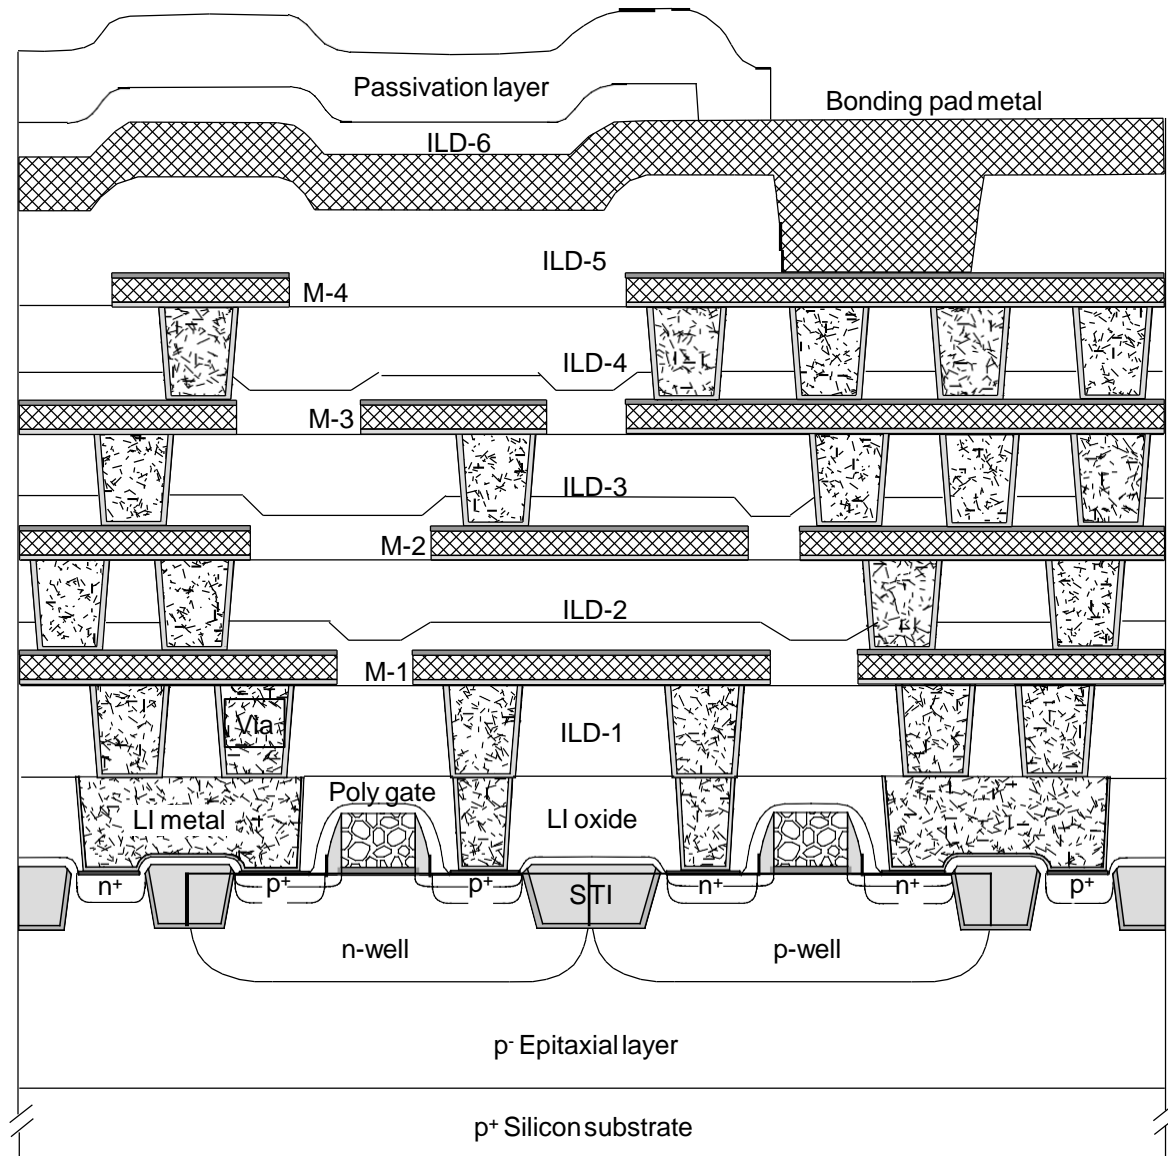 Passivation layer
Bonding pad metal
ILD-6
ILD-5
M-4
ILD-4
M-3
ILD-3
M-2
ILD-2
M-1
Via
ILD-1
Poly gate
LI metal
LI oxide
n⁺
p⁺
p⁺
STI
n⁺
n⁺
p⁺
n-well
p-well
p⁻ Epitaxial layer
p⁺ Silicon substrate